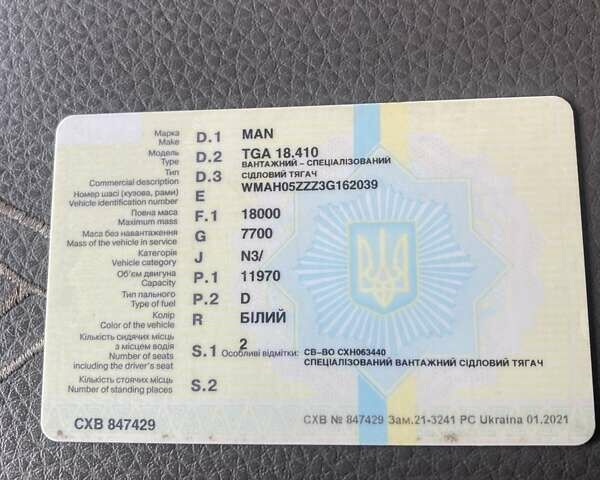 Марка D.1 MAN
Make
Модель D.2 TGA 18.410
Type ВАНТАЖНИЙ – СПЕЦІАЛІЗОВАНИЙ
Тип D.3 СІДЛОВИЙ ТЯГАЧ
Commercial description WMAH05ZZZ3G162039
Номер шасі (кузова, рами) E
Vehicle identification number
Повна маса F.1 18000
Maximum mass
Маса без навантаження G 7700
Mass of the vehicle in service
Категорія J N3/
Vehicle category
Об'єм двигуна P.1 11970
Capacity
Тип пального P.2 D
Type of fuel
Колір R БІЛИЙ
Color of the vehicle
Кількість сидячих місць 2
з місцем водія S.1 Особливі відмітки: СВ-ВО СХН063440
Number of seats СПЕЦІАЛІЗОВАНИЙ ВАНТАЖНИЙ СІДЛОВИЙ ТЯГАЧ
including the driver's seat
Кількість стоячих місць S.2
Number of standing places
СХВ 847429 СХВ № 847429 Зам.21-3241 РС Ukraina 01.2021